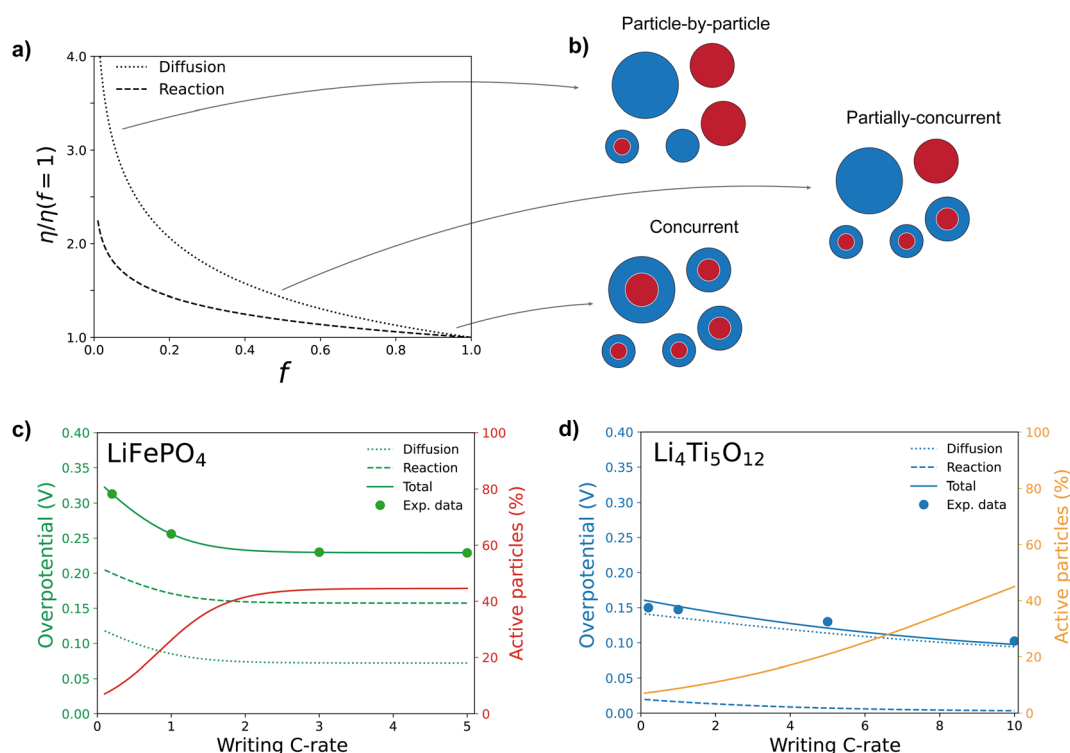 a)
4.0
3.0
2.0
1.0
η/η(f = 1)
Diffusion
Reaction
0.0 0.2 0.4 0.6 0.8 1.0
f
b)
Particle-by-particle
Partially-concurrent
Concurrent
c)
LiFePO₄
0.40
0.35
0.30
0.25
0.20
0.15
0.10
0.05
0.00
Overpotential (V)
Diffusion
Reaction
Total
Exp. data
100
80
60
40
20
0
Active particles (%)
0 1 2 3 4 5
Writing C-rate
d)
Li₄Ti₅O₁₂
0.40
0.35
0.30
0.25
0.20
0.15
0.10
0.05
0.00
Overpotential (V)
Diffusion
Reaction
Total
Exp. data
100
80
60
40
20
0
Active particles (%)
0 2 4 6 8 10
Writing C-rate